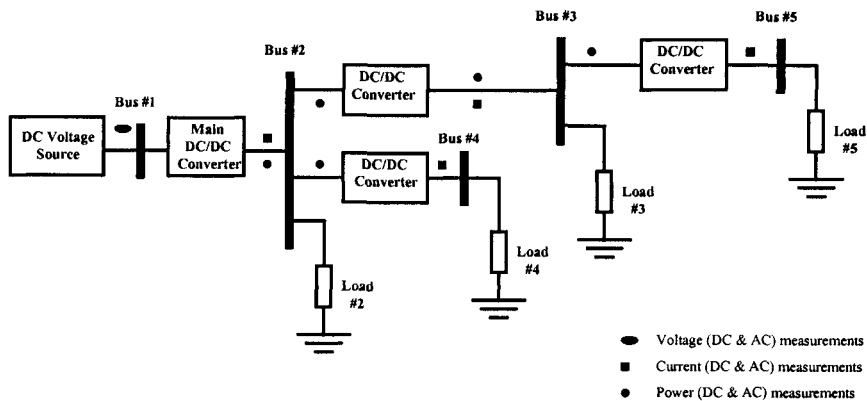 Bus #3
Bus #5
Bus #2
DC/DC
Converter
DC/DC
Converter
Bus #1
DC Voltage
Source
Main
DC/DC
Converter
Bus #4
DC/DC
Converter
Load
#5
Load
#3
Load
#4
Load
#2
Voltage (DC & AC) measurements
Current (DC & AC) measurements
Power (DC & AC) measurements